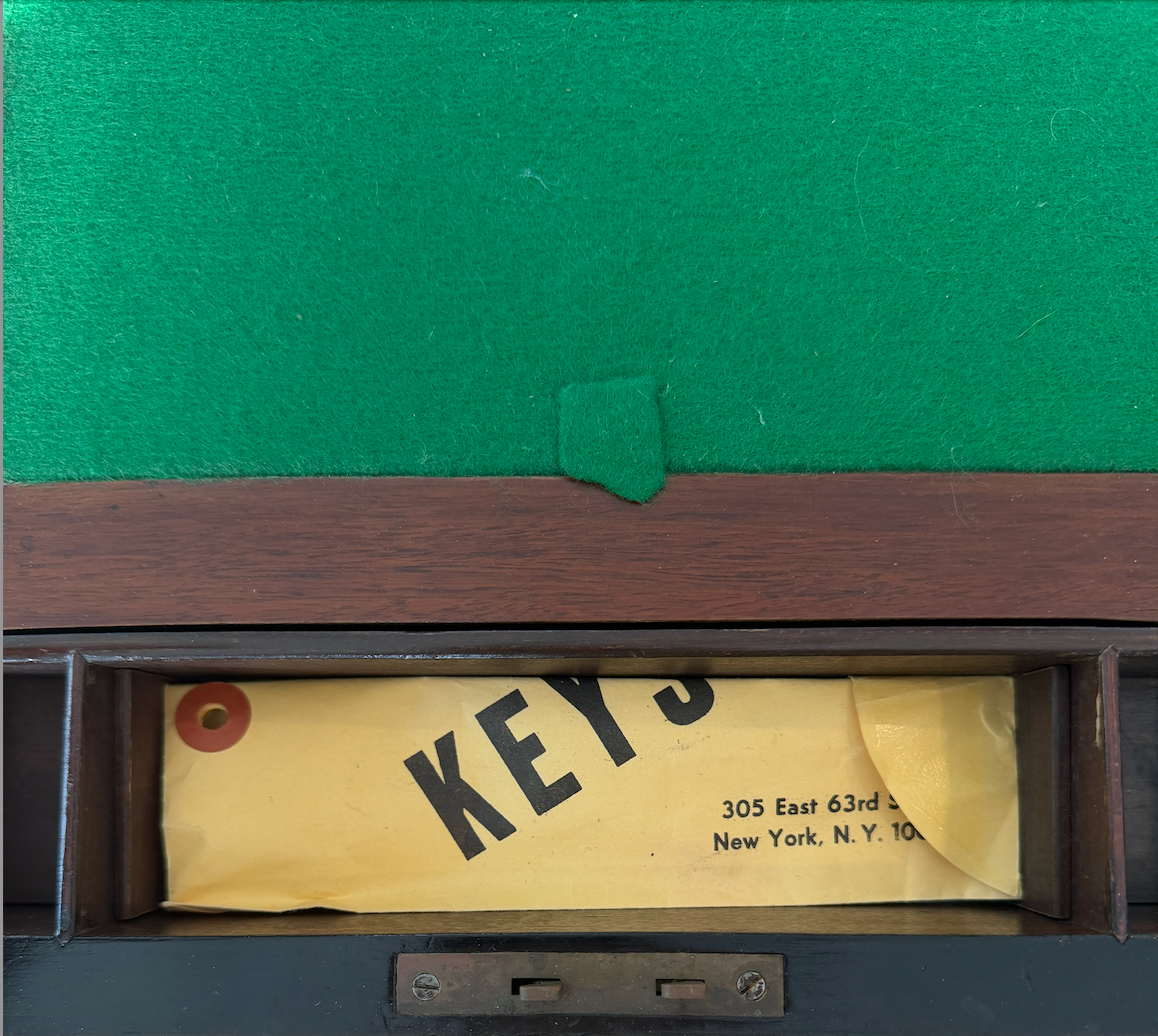 KEYS
305 East 63rd
New York, N. Y.